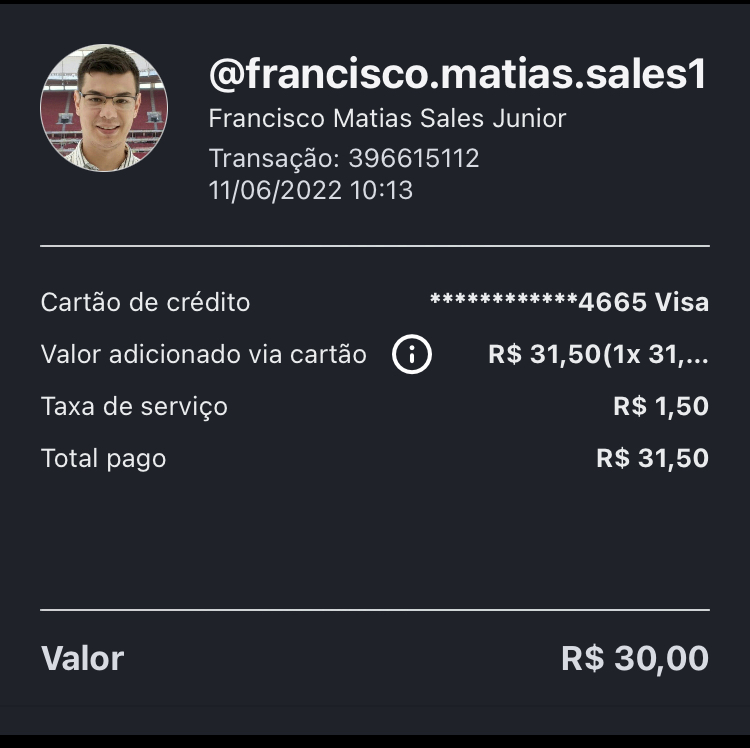 @francisco.matias.sales1
Francisco Matias Sales Junior
Transação: 396615112
11/06/2022 10:13
Cartão de crédito ************4665 Visa
Valor adicionado via cartão R$ 31,50(1x 31,...
Taxa de serviço R$ 1,50
Total pago R$ 31,50
Valor R$ 30,00